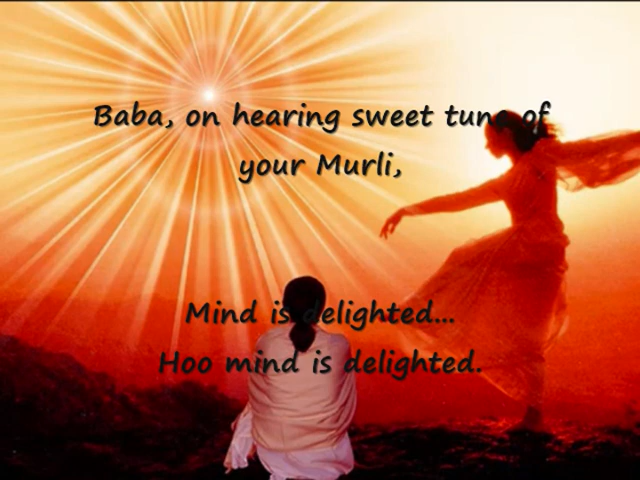 Baba, on hearing sweet tune of
your Murli,
Mind is delighted...
Hoo mind is delighted.